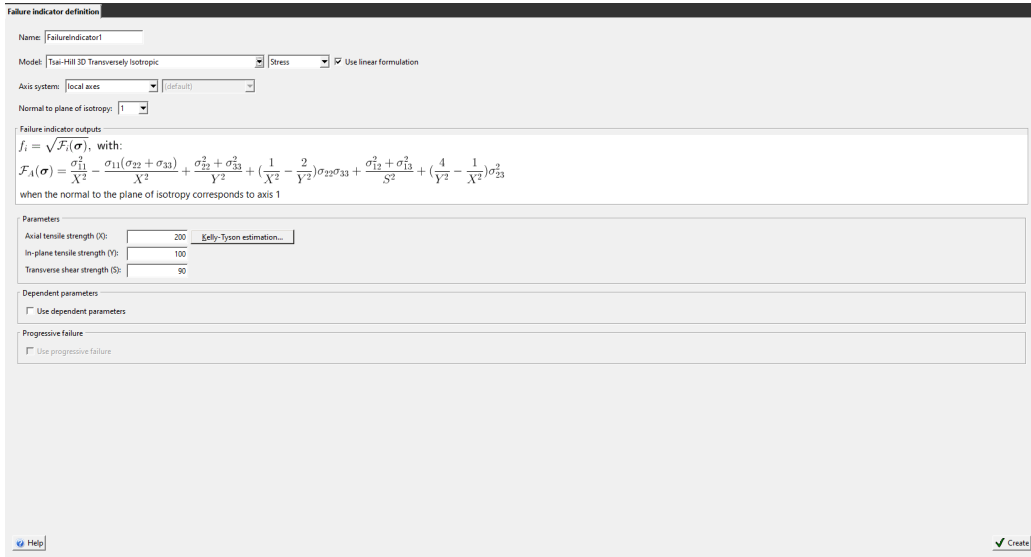 Failure indicator definition
Name: FailureIndicator1
Model: Tsai-Hill 3D Transversely Isotropic Stress Use linear formulation
Axis system: local axes (default)
Normal to plane of isotropy: 1
Failure indicator outputs
f_i = √F_i(σ), with:
F_A(σ) = σ₁₁²/X² − σ₁₁(σ₂₂ + σ₃₃)/X² + (σ₂₂² + σ₃₃²)/Y² + (1/X² − 2/Y²)σ₂₂σ₃₃ + (σ₁₂² + σ₁₃²)/S² + (4/Y² − 1/X²)σ₂₃²
when the normal to the plane of isotropy corresponds to axis 1
Parameters
Axial tensile strength (X): 200 Kelly-Tyson estimation...
In-plane tensile strength (Y): 100
Transverse shear strength (S): 90
Dependent parameters
Use dependent parameters
Progressive failure
Use progressive failure
Help Create